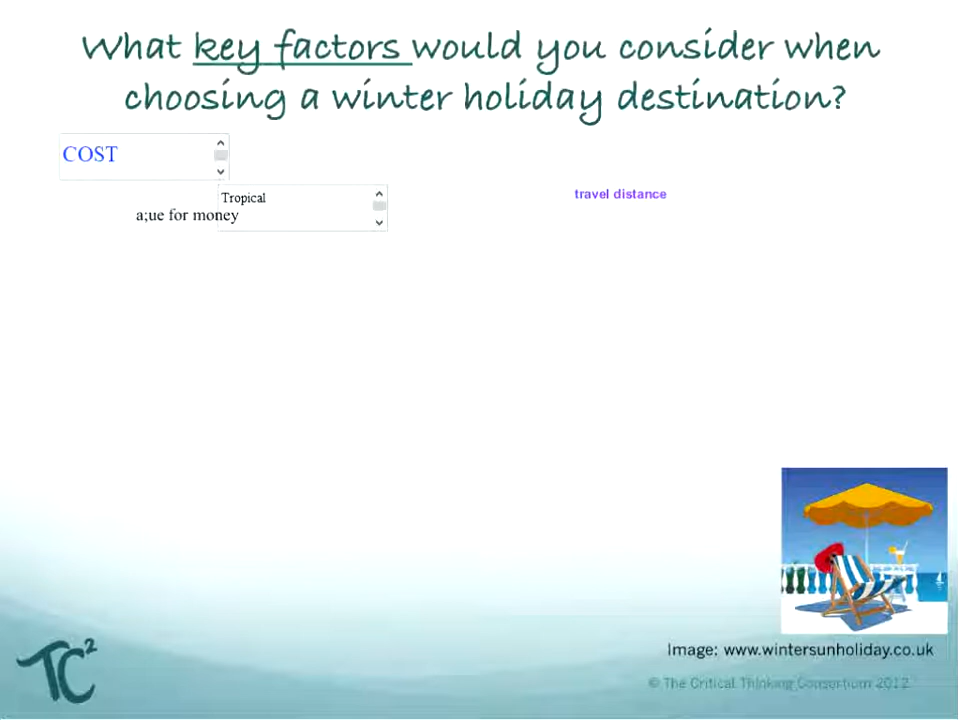 What key factors would you consider when
choosing a winter holiday destination?
COST
Tropical
travel distance
a;ue for money
Image: www.wintersunholiday.co.uk
TC2
© The Critical Thinking Consortium 2012